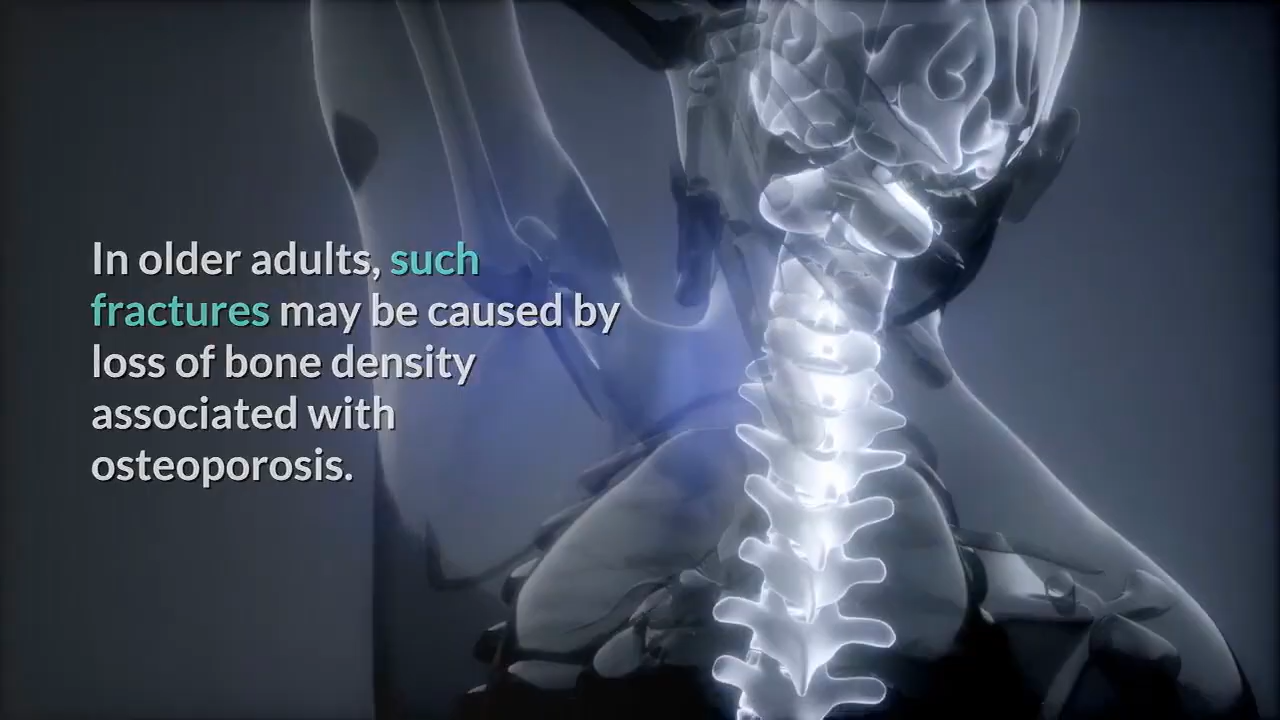 In older adults, such
fractures may be caused by
loss of bone density
associated with
osteoporosis.